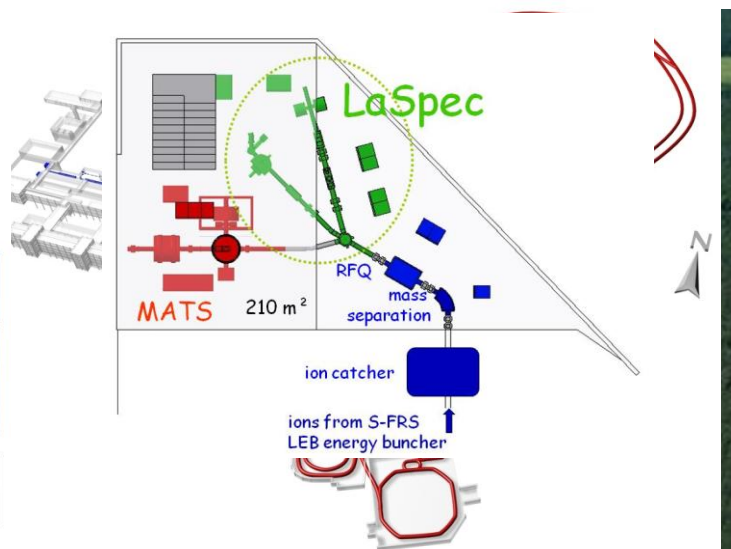 LaSpec
N
RFQ
mass
separation
MATS
210 m²
ion catcher
ions from S-FRS
LEB energy buncher